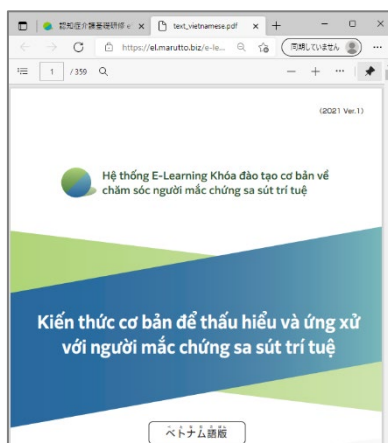 認知症介護基礎研修 e
text_vietnamese.pdf
https://el.marutto.biz/e-le...
同期していません
1 / 359
(2021 Ver.1)
Hệ thống E-Learning Khóa đào tạo cơ bản về
chăm sóc người mắc chứng sa sút trí tuệ
Kiến thức cơ bản để thấu hiểu và ứng xử
với người mắc chứng sa sút trí tuệ
ベトナム語版